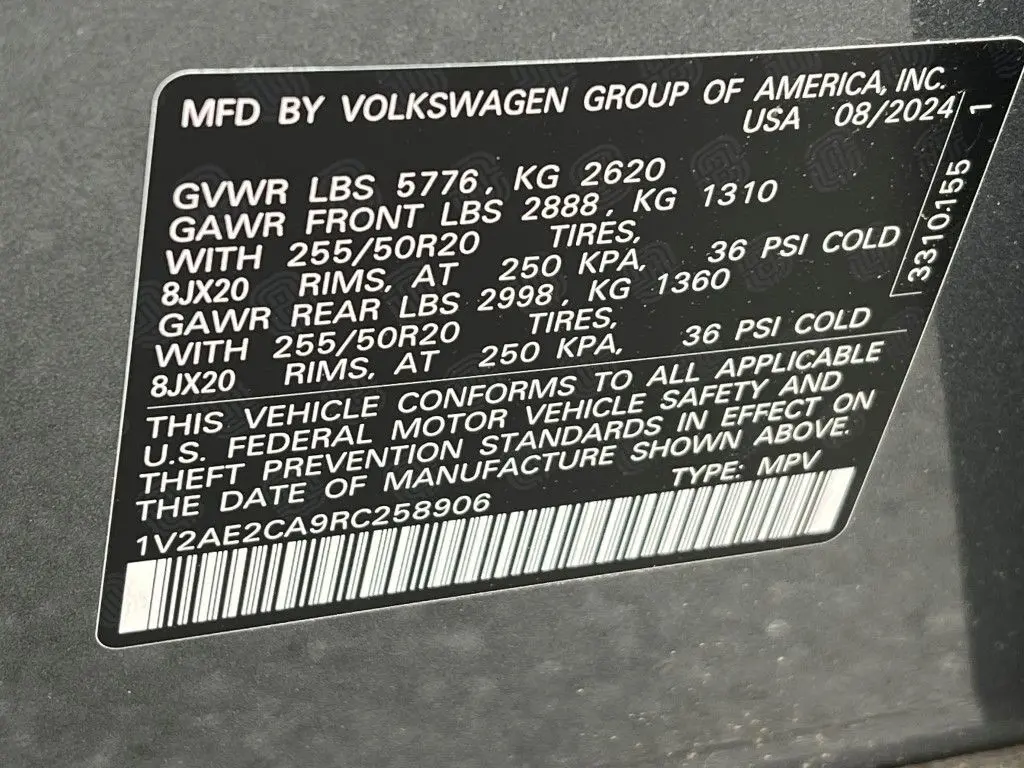 MFD BY VOLKSWAGEN GROUP OF AMERICA, INC.
USA 08/2024
GVWR LBS 5776, KG 2620
GAWR FRONT LBS 2888, KG 1310
WITH 255/50R20 TIRES,
8JX20 RIMS, AT 250 KPA, 36 PSI COLD
GAWR REAR LBS 2998, KG 1360
WITH 255/50R20 TIRES,
8JX20 RIMS, AT 250 KPA, 36 PSI COLD
THIS VEHICLE CONFORMS TO ALL APPLICABLE
U.S. FEDERAL MOTOR VEHICLE SAFETY AND
THEFT PREVENTION STANDARDS IN EFFECT ON
THE DATE OF MANUFACTURE SHOWN ABOVE.
TYPE: MPV
1V2AE2CA9RC258906
3310.155 1